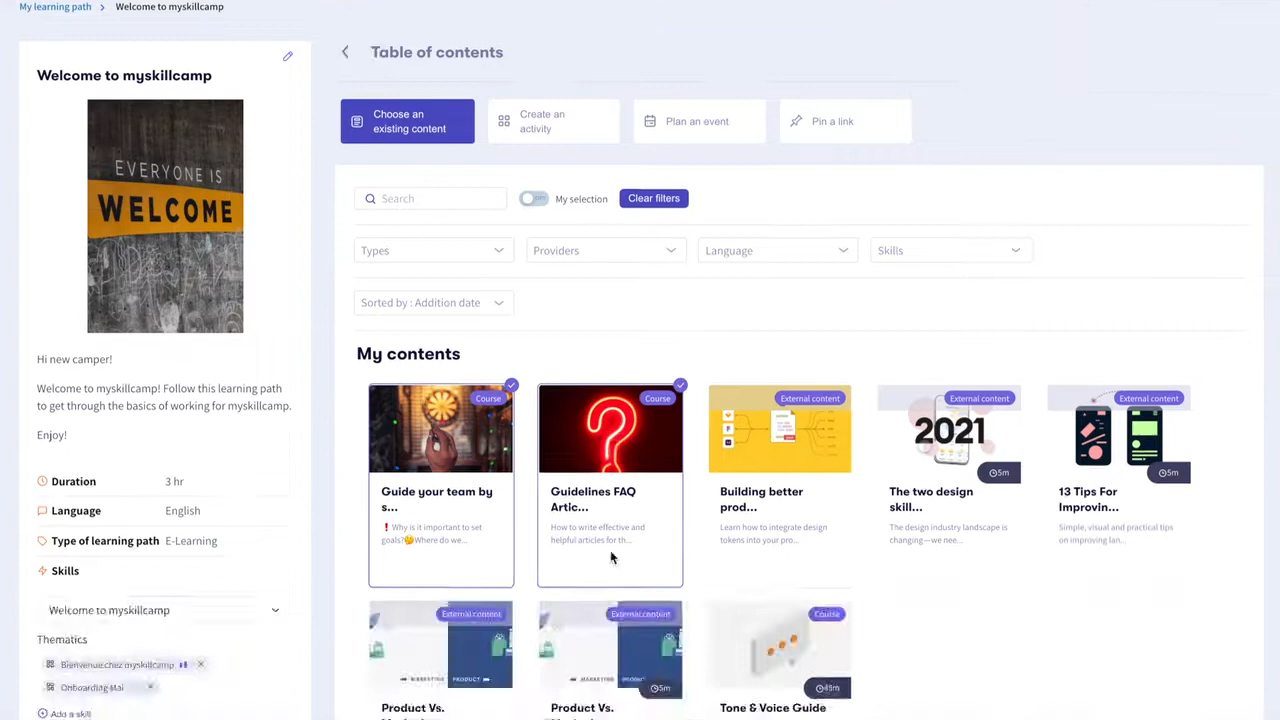 My learning path > Welcome to myskillcamp
Welcome to myskillcamp
EVERYONE IS
WELCOME
Hi new camper!
Welcome to myskillcamp! Follow this learning path
to get through the basics of working for myskillcamp.
Enjoy!
Duration 3 hr
Language English
Type of learning path E-Learning
Skills
Welcome to myskillcamp
Thematics
Bienvenue chez myskillcamp
Onboarding Mai
Add a skill
Table of contents
Choose an
existing content
Create an
activity
Plan an event
Pin a link
Search
My selection
Clear filters
Types
Providers
Language
Skills
Sorted by : Addition date
My contents
Course
Guide your team by
s...
❗ Why is it important to set
goals?🤔Where do we...
Course
Guidelines FAQ
Artic...
How to write effective and
helpful articles for th...
External content
Building better
prod...
Learn how to integrate design
tokens into your pro...
External content
2021
5m
The two design
skill...
The design industry landscape is
changing—we nee...
External content
5m
13 Tips For
Improvin...
Simple, visual and practical tips
on improving lan...
External content
MARKETING
PRODUCT
Product Vs.
External content
MARKETING
PRODUCT
5m
Product Vs.
Course
Tone & Voice Guide